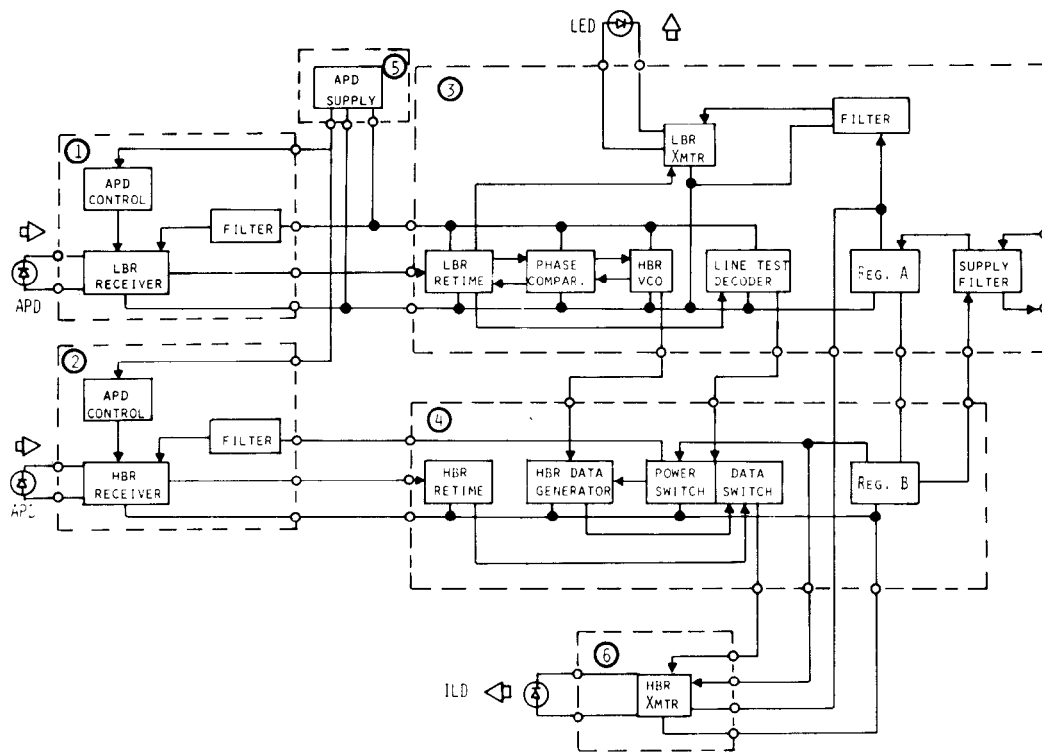 LED
5
APD
SUPPLY
3
FILTER
LBR
XMTR
1
APD
CONTROL
FILTER
LBR
RECEIVER
APD
LBR
RETIME
PHASE
COMPAR.
HBR
VCO
LINE TEST
DECODER
REG. A
SUPPLY
FILTER
2
APD
CONTROL
FILTER
HBR
RECEIVER
APD
4
HBR
RETIME
HBR DATA
GENERATOR
POWER
SWITCH
DATA
SWITCH
REG. B
6
ILD
HBR
XMTR